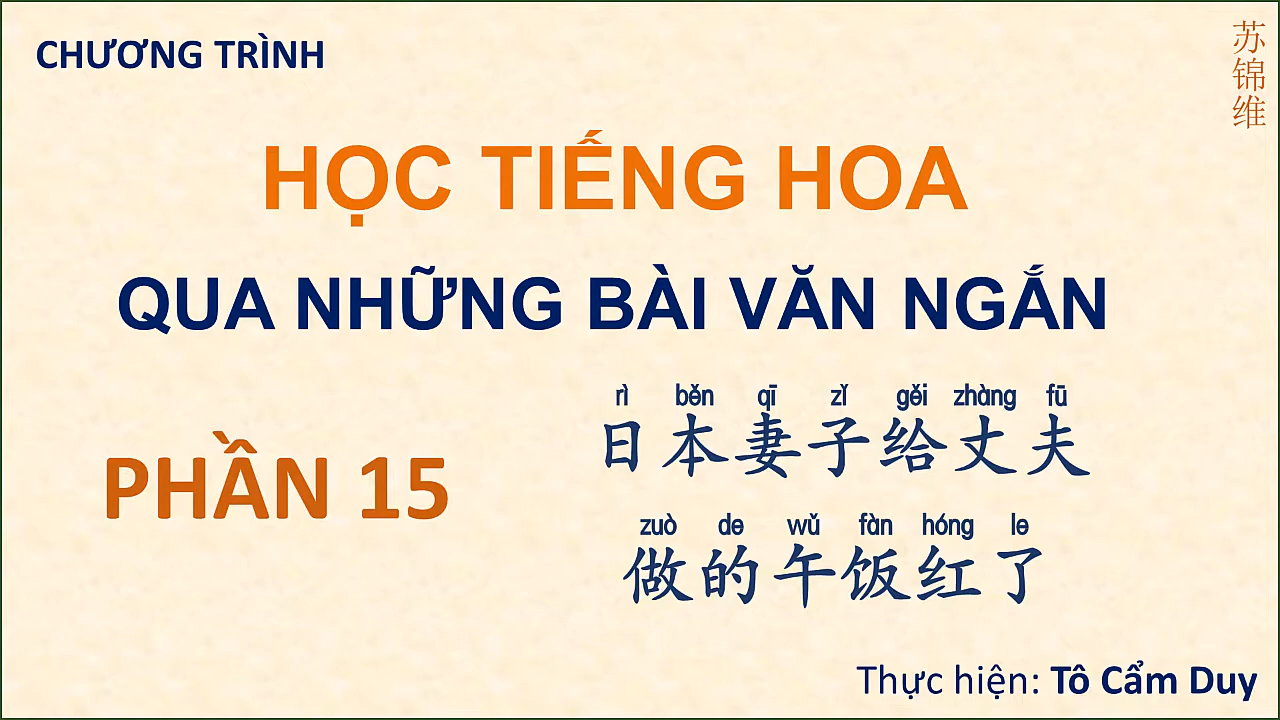 CHƯƠNG TRÌNH
苏锦维
HỌC TIẾNG HOA
QUA NHỮNG BÀI VĂN NGẮN
PHẦN 15
rì běn qī zǐ gěi zhàng fū
日本妻子给丈夫
zuò de wǔ fàn hóng le
做的午饭红了
Thực hiện: Tô Cẩm Duy